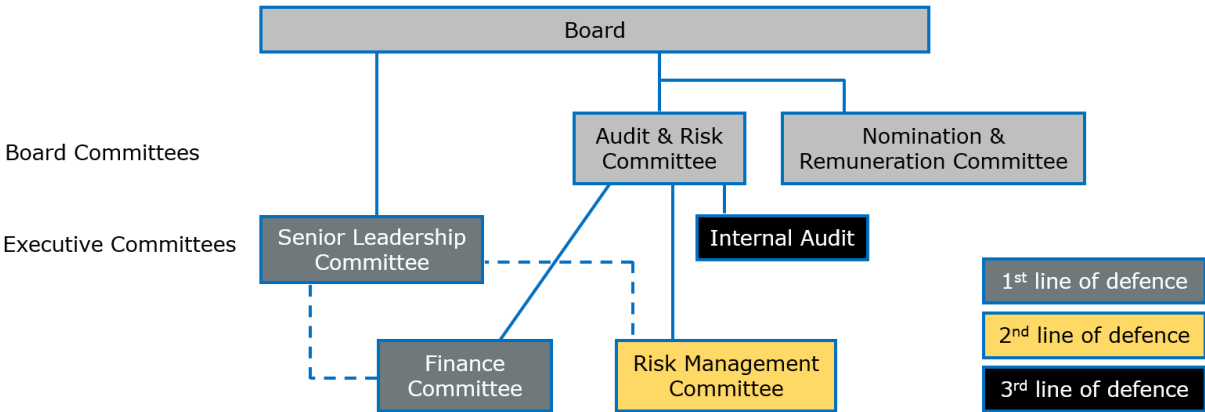 Board
Board Committees
Audit & Risk
Committee
Nomination &
Remuneration Committee
Executive Committees
Senior Leadership
Committee
Internal Audit
Finance
Committee
Risk Management
Committee
1st line of defence
2nd line of defence
3rd line of defence